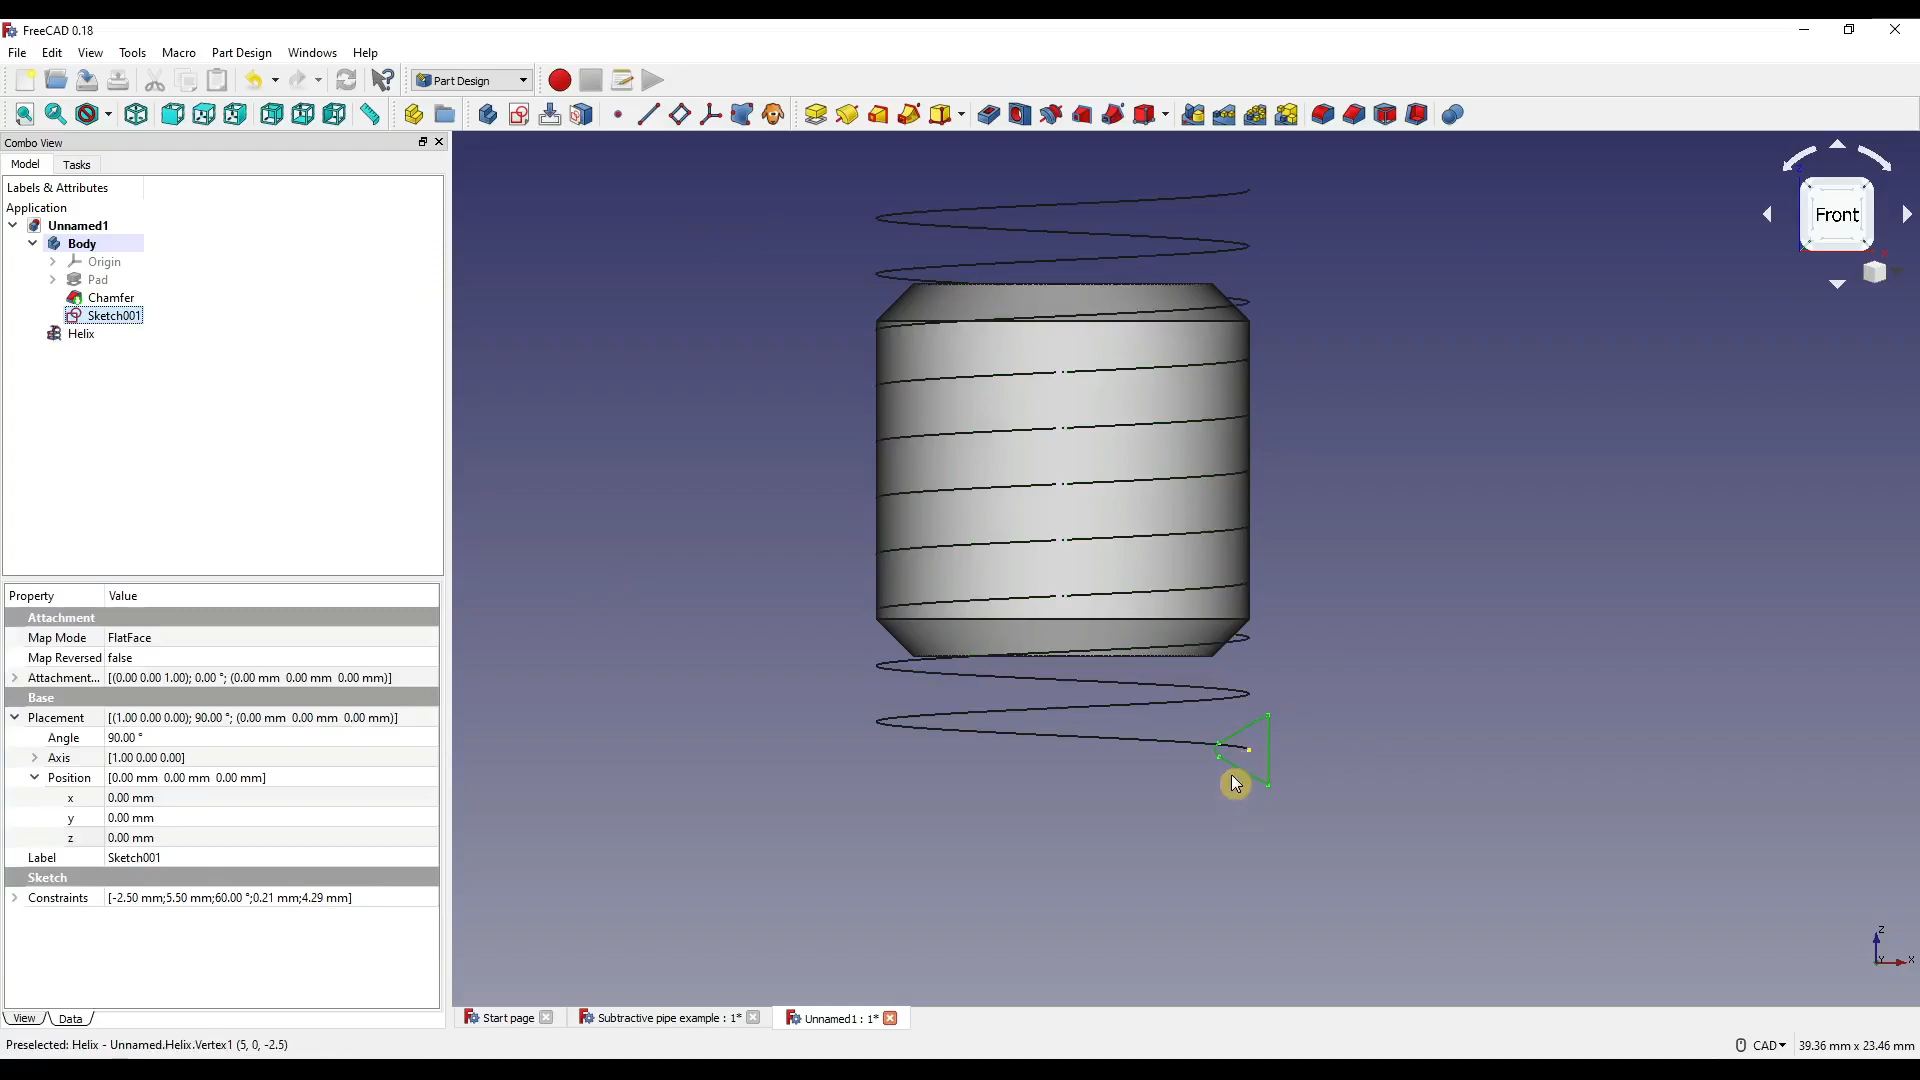 FreeCAD 0.18
File Edit View Tools Macro Part Design Windows Help
Part Design
Combo View
Model Tasks
Labels & Attributes
Application
Unnamed1
Body
Origin
Pad
Chamfer
Sketch001
Helix
Front
Z
X
Property Value
Attachment
Map Mode FlatFace
Map Reversed false
Attachment... [(0.00 0.00 1.00); 0.00 °; (0.00 mm 0.00 mm 0.00 mm)]
Base
Placement [(1.00 0.00 0.00); 90.00 °; (0.00 mm 0.00 mm 0.00 mm)]
Angle 90.00 °
Axis [1.00 0.00 0.00]
Position [0.00 mm 0.00 mm 0.00 mm]
x 0.00 mm
y 0.00 mm
z 0.00 mm
Label Sketch001
Sketch
Constraints [-2.50 mm;5.50 mm;60.00 °;0.21 mm;4.29 mm]
Z
Y X
View Data
Start page Subtractive pipe example : 1* Unnamed1 : 1*
Preselected: Helix - Unnamed.Helix.Vertex1 (5, 0, -2.5)
CAD 39.36 mm x 23.46 mm